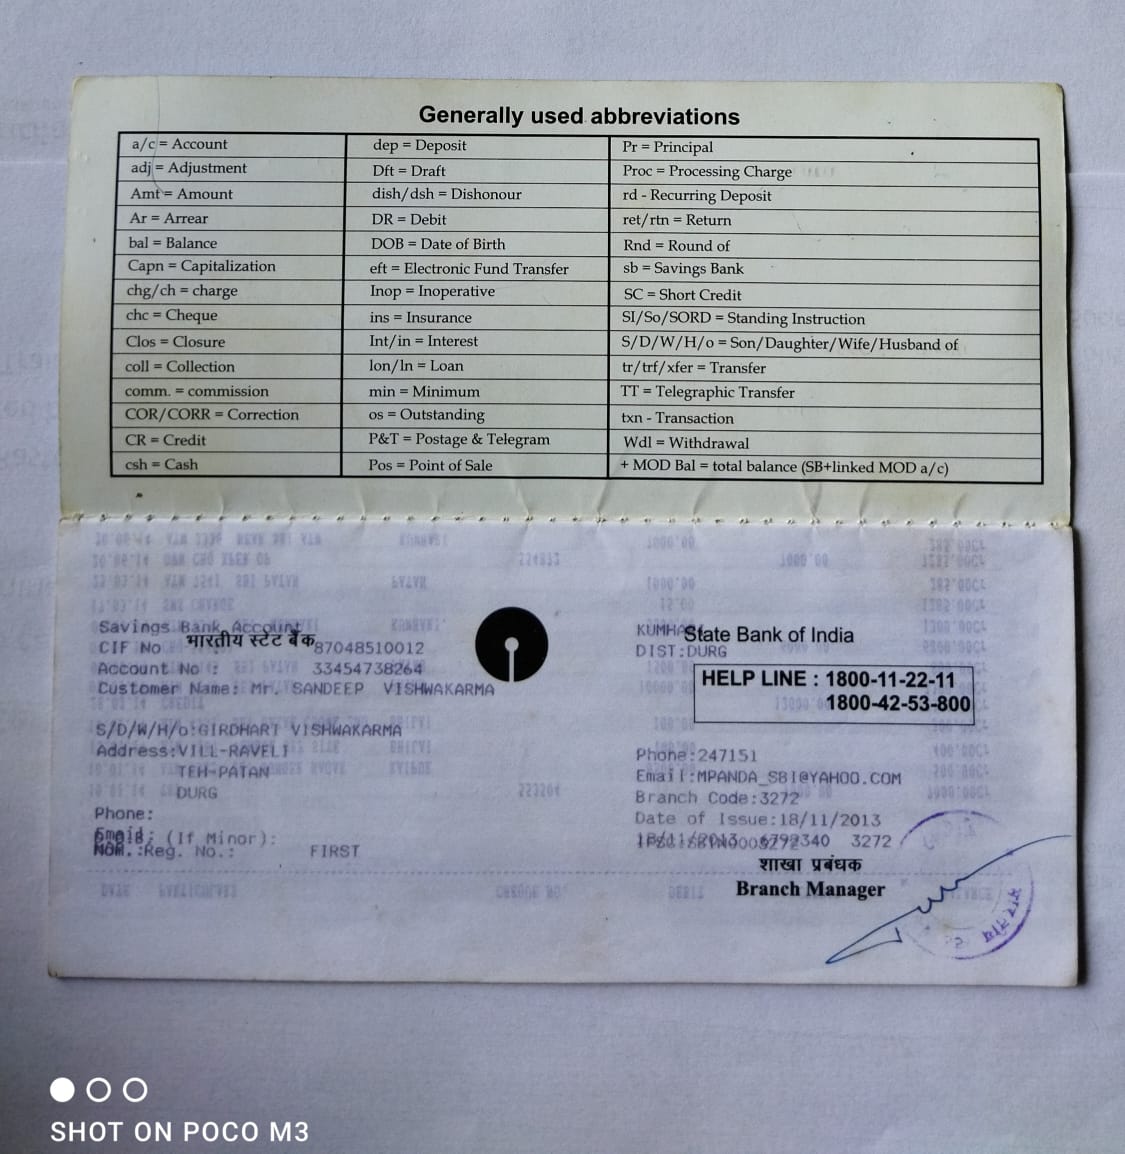 Generally used abbreviations
a/c = Account dep = Deposit Pr = Principal
adj = Adjustment Dft = Draft Proc = Processing Charge
Amt = Amount dish/dsh = Dishonour rd - Recurring Deposit
Ar = Arrear DR = Debit ret/rtn = Return
bal = Balance DOB = Date of Birth Rnd = Round of
Capn = Capitalization eft = Electronic Fund Transfer sb = Savings Bank
chg/ch = charge Inop = Inoperative SC = Short Credit
chc = Cheque ins = Insurance SI/So/SORD = Standing Instruction
Clos = Closure Int/in = Interest S/D/W/H/o = Son/Daughter/Wife/Husband of
coll = Collection lon/ln = Loan tr/trf/xfer = Transfer
comm. = commission min = Minimum TT = Telegraphic Transfer
COR/CORR = Correction os = Outstanding txn - Transaction
CR = Credit P&T = Postage & Telegram Wdl = Withdrawal
csh = Cash Pos = Point of Sale + MOD Bal = total balance (SB+linked MOD a/c)
Savings Bank Account
भारतीय स्टेट बैंक State Bank of India
CIF No 87048510012 DIST:DURG
Account No : 33454738264
HELP LINE : 1800-11-22-11
1800-42-53-800
Customer Name: Mr. SANDEEP VISHWAKARMA
S/D/W/H/o:GIRDHARI VISHWAKARMA
Address:VILL-RAVELI Phone:247151
TEH-PATAN Email:MPANDA_SBI@YAHOO.COM
DURG Branch Code:3272
Phone: Date of Issue:18/11/2013
(If Minor): 3272
Reg. No.: FIRST
शाखा प्रबंधक
Branch Manager
SHOT ON POCO M3